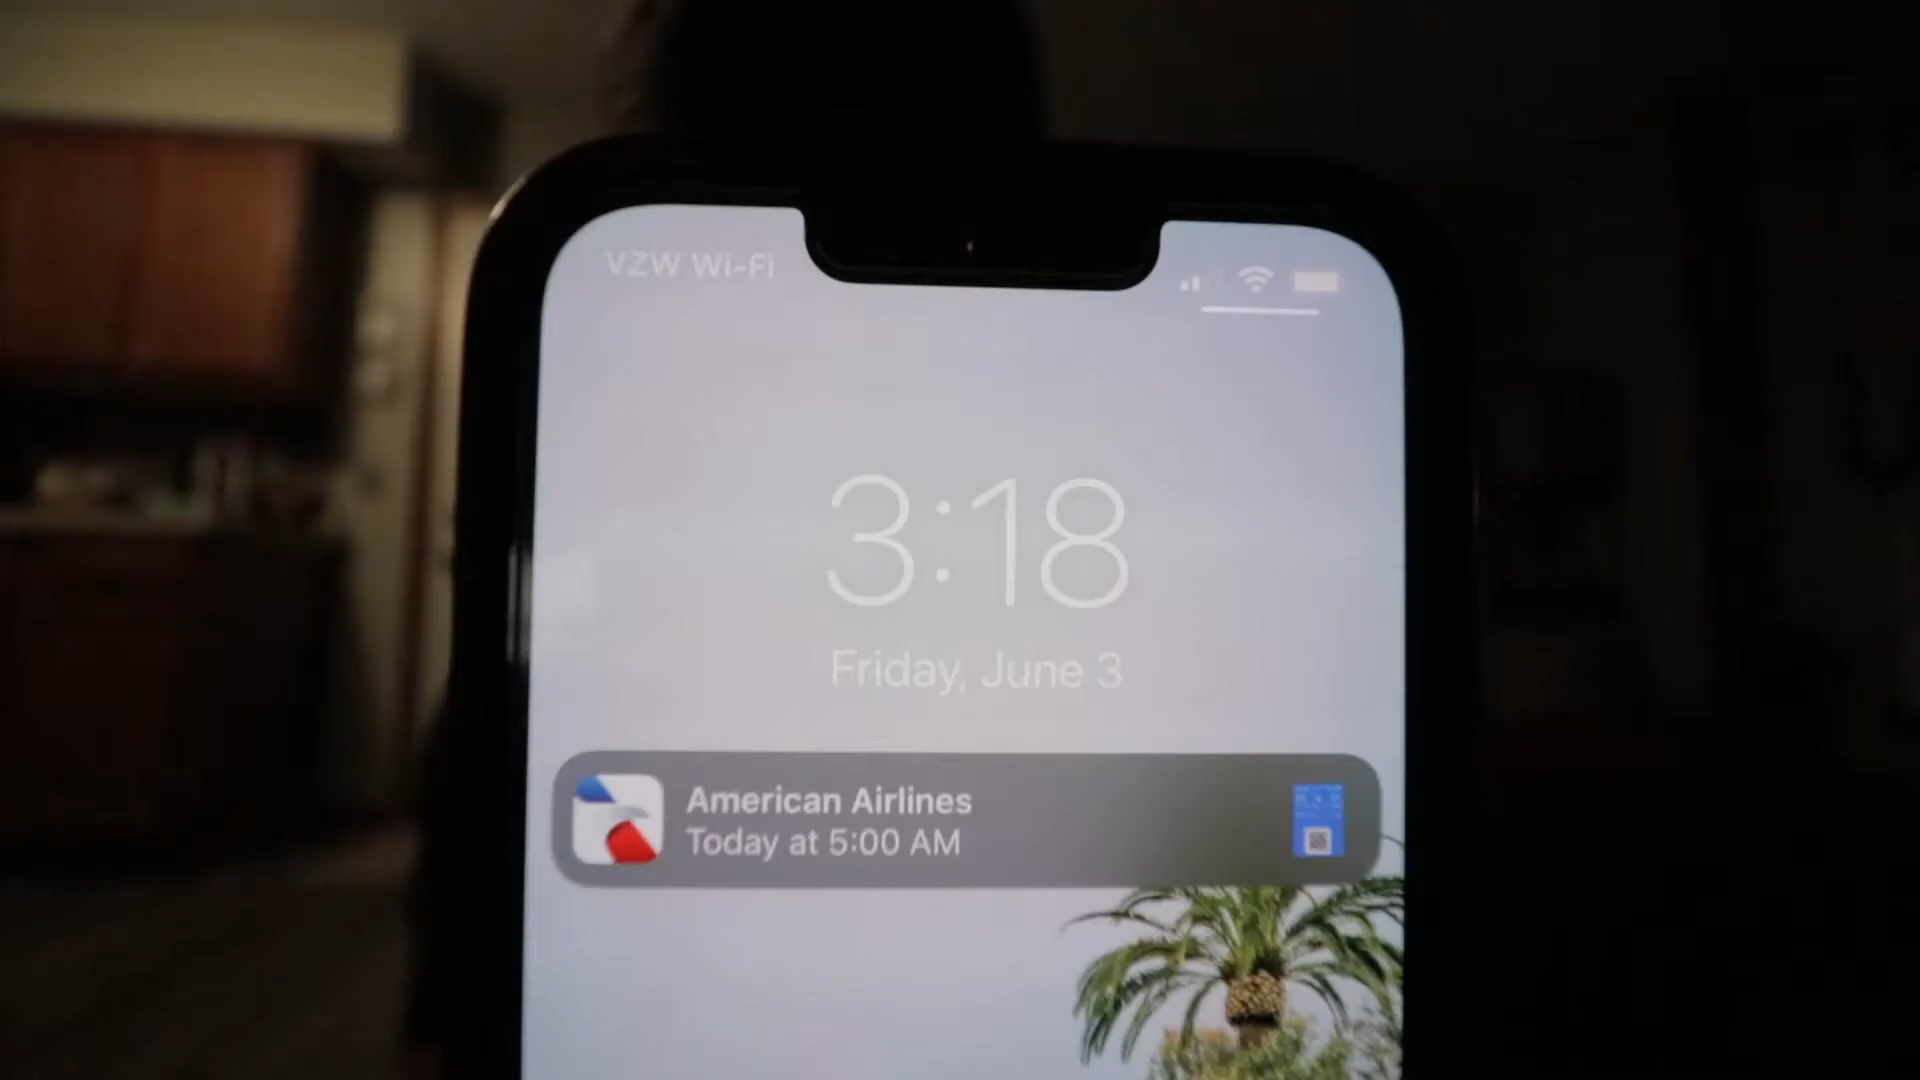 VZW Wi-Fi
3:18
Friday, June 3
American Airlines
Today at 5:00 AM